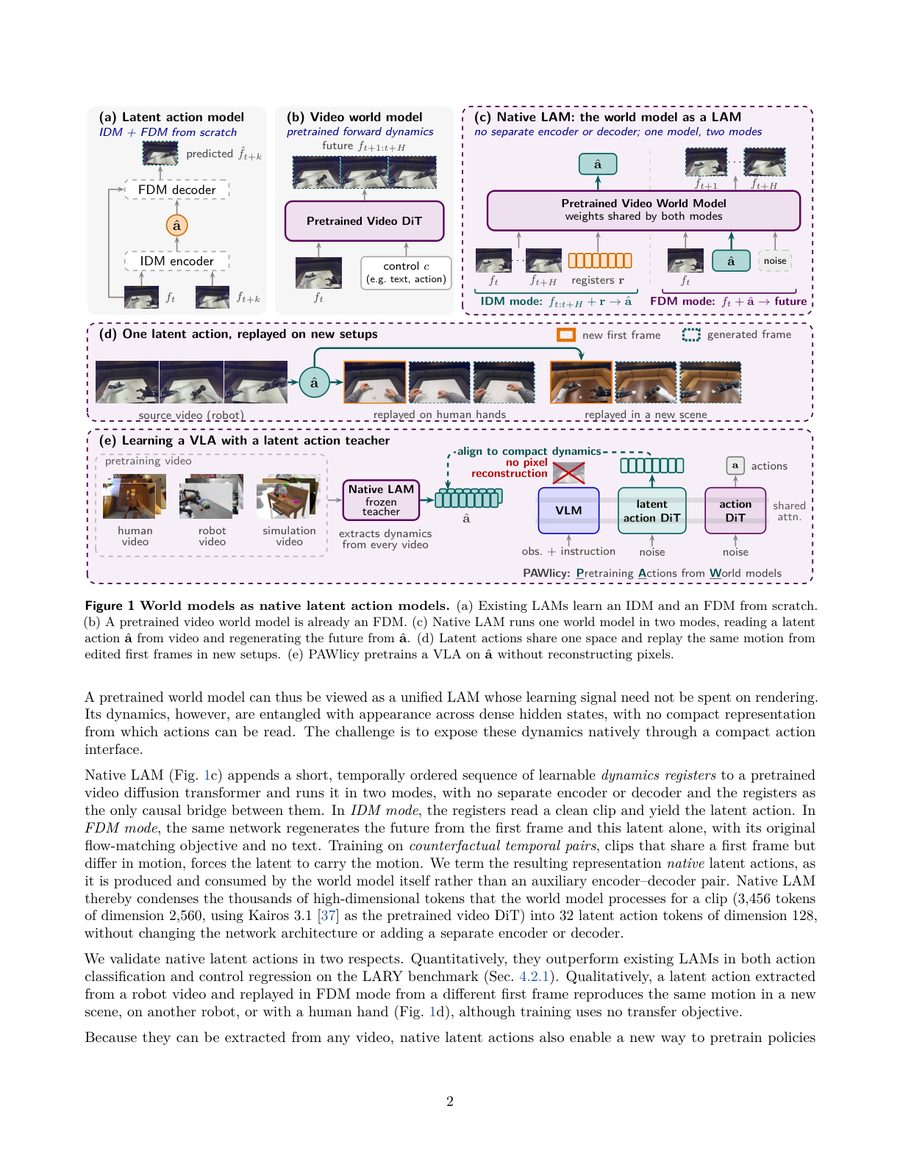 (a) Latent action model
IDM + FDM from scratch
predicted f̂t+k
FDM decoder
â
IDM encoder
ft
ft+k
(b) Video world model
pretrained forward dynamics
future ft+1:t+H
Pretrained Video DiT
ft
control c
(e.g. text, action)
(c) Native LAM: the world model as a LAM
no separate encoder or decoder; one model, two modes
â
f̂t+1
f̂t+H
Pretrained Video World Model
weights shared by both modes
ft
ft+H
registers r
ft
â
noise
IDM mode: ft:t+H + r → â
FDM mode: ft + â → future
(d) One latent action, replayed on new setups
new first frame
generated frame
â
source video (robot)
replayed on human hands
replayed in a new scene
(e) Learning a VLA with a latent action teacher
pretraining video
human
video
robot
video
simulation
video
Native LAM
frozen
teacher
extracts dynamics
from every video
â
align to compact dynamics
no pixel
reconstruction
a
actions
VLM
latent
action DiT
action
DiT
shared
attn.
obs. + instruction
noise
noise
PAWlicy: Pretraining Actions from World models
Figure 1 World models as native latent action models. (a) Existing LAMs learn an IDM and an FDM from scratch.
(b) A pretrained video world model is already an FDM. (c) Native LAM runs one world model in two modes, reading a latent
action â from video and regenerating the future from â. (d) Latent actions share one space and replay the same motion from
edited first frames in new setups. (e) PAWlicy pretrains a VLA on â without reconstructing pixels.
A pretrained world model can thus be viewed as a unified LAM whose learning signal need not be spent on rendering.
Its dynamics, however, are entangled with appearance across dense hidden states, with no compact representation
from which actions can be read. The challenge is to expose these dynamics natively through a compact action
interface.
Native LAM (Fig. 1c) appends a short, temporally ordered sequence of learnable dynamics registers to a pretrained
video diffusion transformer and runs it in two modes, with no separate encoder or decoder and the registers as
the only causal bridge between them. In IDM mode, the registers read a clean clip and yield the latent action. In
FDM mode, the same network regenerates the future from the first frame and this latent alone, with its original
flow-matching objective and no text. Training on counterfactual temporal pairs, clips that share a first frame but
differ in motion, forces the latent to carry the motion. We term the resulting representation native latent actions, as
it is produced and consumed by the world model itself rather than an auxiliary encoder–decoder pair. Native LAM
thereby condenses the thousands of high-dimensional tokens that the world model processes for a clip (3,456 tokens
of dimension 2,560, using Kairos 3.1 [37] as the pretrained video DiT) into 32 latent action tokens of dimension 128,
without changing the network architecture or adding a separate encoder or decoder.
We validate native latent actions in two respects. Quantitatively, they outperform existing LAMs in both action
classification and control regression on the LARY benchmark (Sec. 4.2.1). Qualitatively, a latent action extracted
from a robot video and replayed in FDM mode from a different first frame reproduces the same motion in a new
scene, on another robot, or with a human hand (Fig. 1d), although training uses no transfer objective.
Because they can be extracted from any video, native latent actions also enable a new way to pretrain policies
2